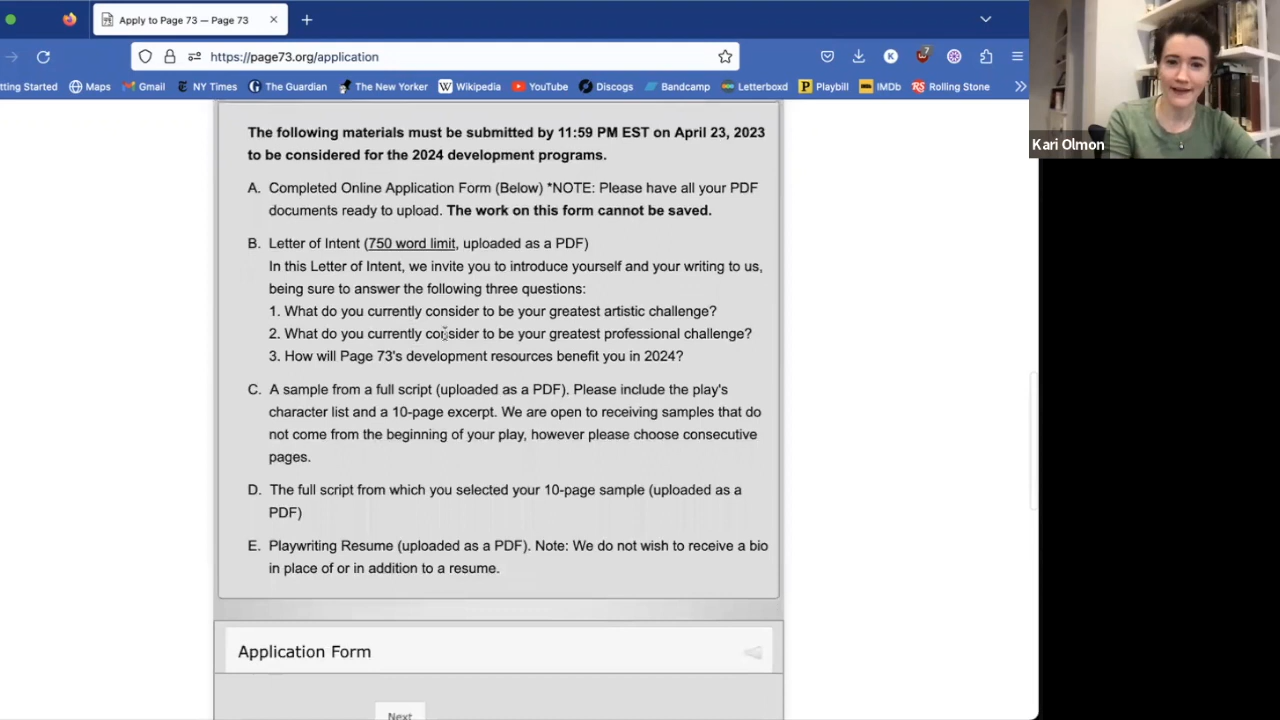 Apply to Page 73 — Page 73
https://page73.org/application
7
tting Started Maps Gmail NY Times The Guardian The New Yorker Wikipedia YouTube Discogs Bandcamp Letterboxd Playbill IMDb Rolling Stone
Kari Olmon
The following materials must be submitted by 11:59 PM EST on April 23, 2023
to be considered for the 2024 development programs.
A. Completed Online Application Form (Below) *NOTE: Please have all your PDF
documents ready to upload. The work on this form cannot be saved.
B. Letter of Intent (750 word limit, uploaded as a PDF)
In this Letter of Intent, we invite you to introduce yourself and your writing to us,
being sure to answer the following three questions:
1. What do you currently consider to be your greatest artistic challenge?
2. What do you currently consider to be your greatest professional challenge?
3. How will Page 73's development resources benefit you in 2024?
C. A sample from a full script (uploaded as a PDF). Please include the play's
character list and a 10-page excerpt. We are open to receiving samples that do
not come from the beginning of your play, however please choose consecutive
pages.
D. The full script from which you selected your 10-page sample (uploaded as a
PDF)
E. Playwriting Resume (uploaded as a PDF). Note: We do not wish to receive a bio
in place of or in addition to a resume.
Application Form
Next